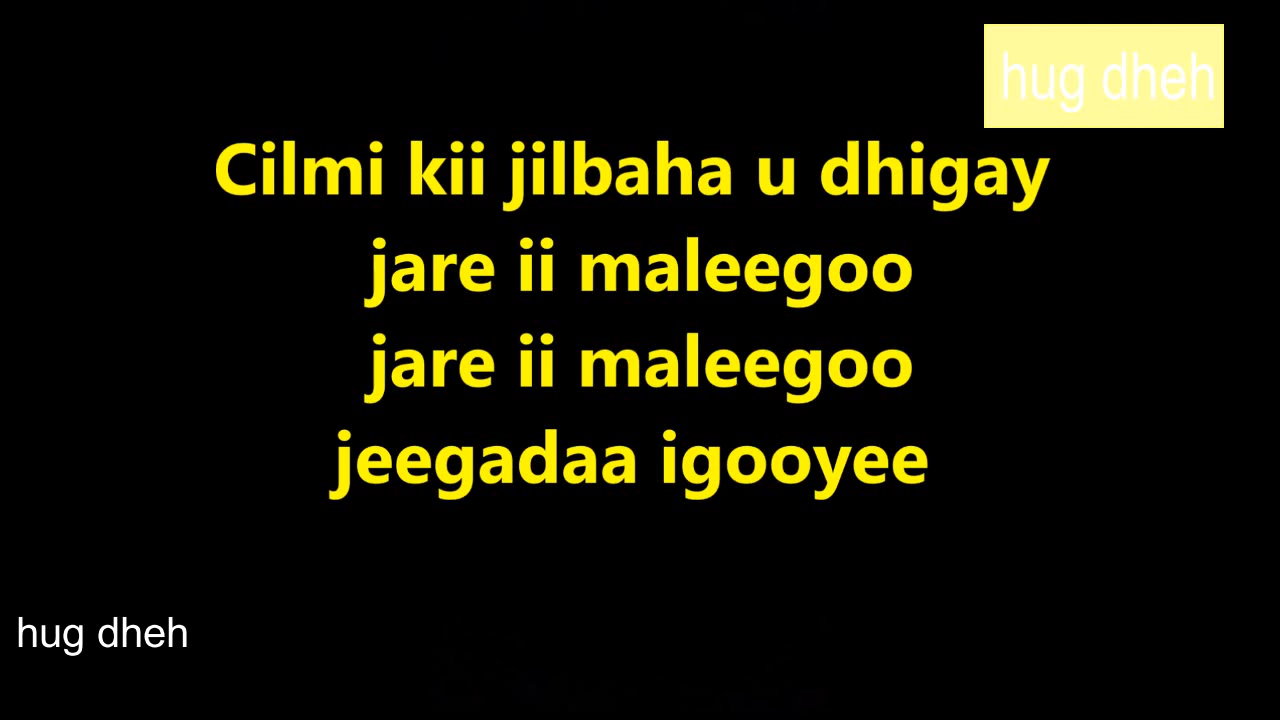 hug dheh
Cilmi kii jilbaha u dhigay
jare ii maleegoo
jare ii maleegoo
jeegadaa igooyee
hug dheh